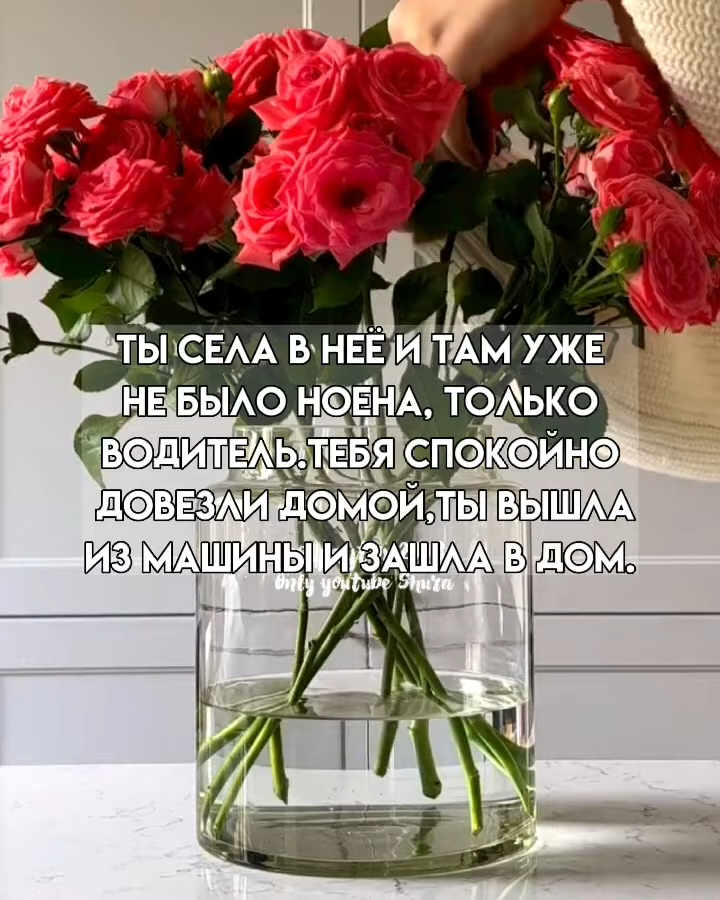 ТЫ СЕЛА В НЕЁ И ТАМ УЖЕ
НЕ БЫЛО НОЕНА, ТОЛЬКО
ВОДИТЕЛЬ.ТЕБЯ СПОКОЙНО
ДОВЕЗЛИ ДОМОЙ,ТЫ ВЫШЛА
ИЗ МАШИНЫ И ЗАШЛА В ДОМ.
Only youtube Shuza